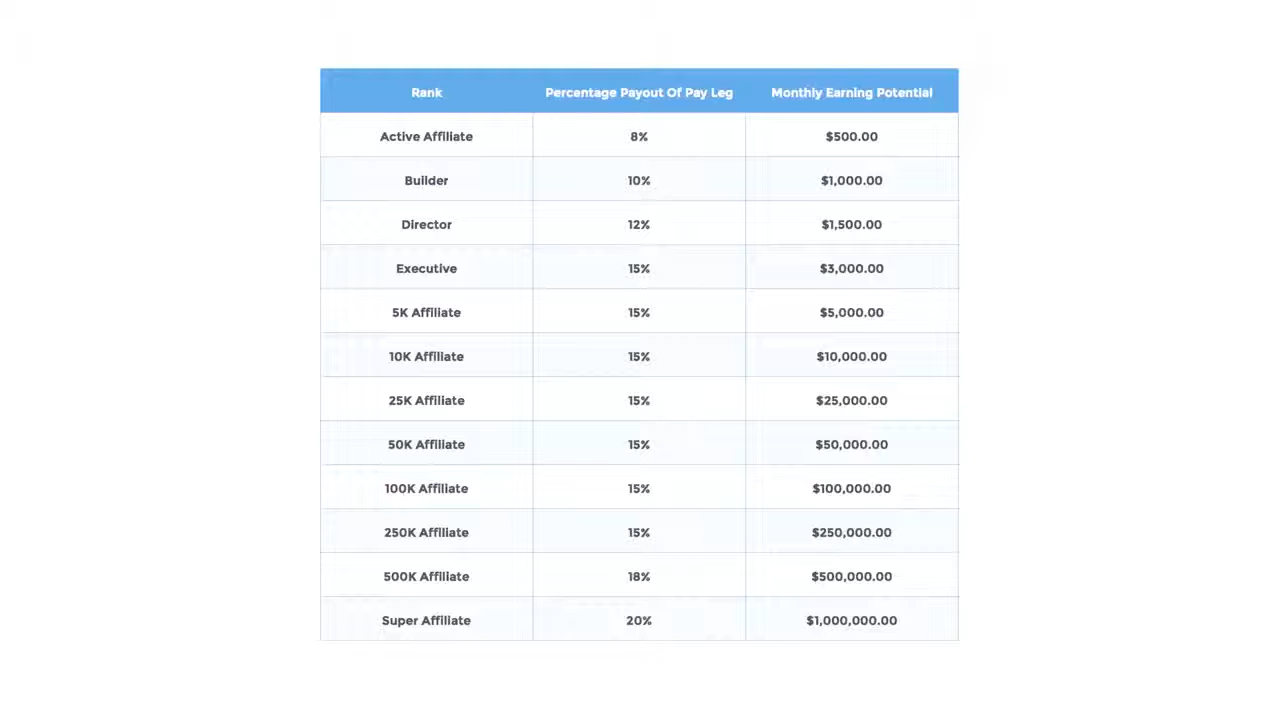 Rank Percentage Payout Of Pay Leg Monthly Earning Potential
Active Affiliate 8% $500.00
Builder 10% $1,000.00
Director 12% $1,500.00
Executive 15% $3,000.00
5K Affiliate 15% $5,000.00
10K Affiliate 15% $10,000.00
25K Affiliate 15% $25,000.00
50K Affiliate 15% $50,000.00
100K Affiliate 15% $100,000.00
250K Affiliate 15% $250,000.00
500K Affiliate 18% $500,000.00
Super Affiliate 20% $1,000,000.00